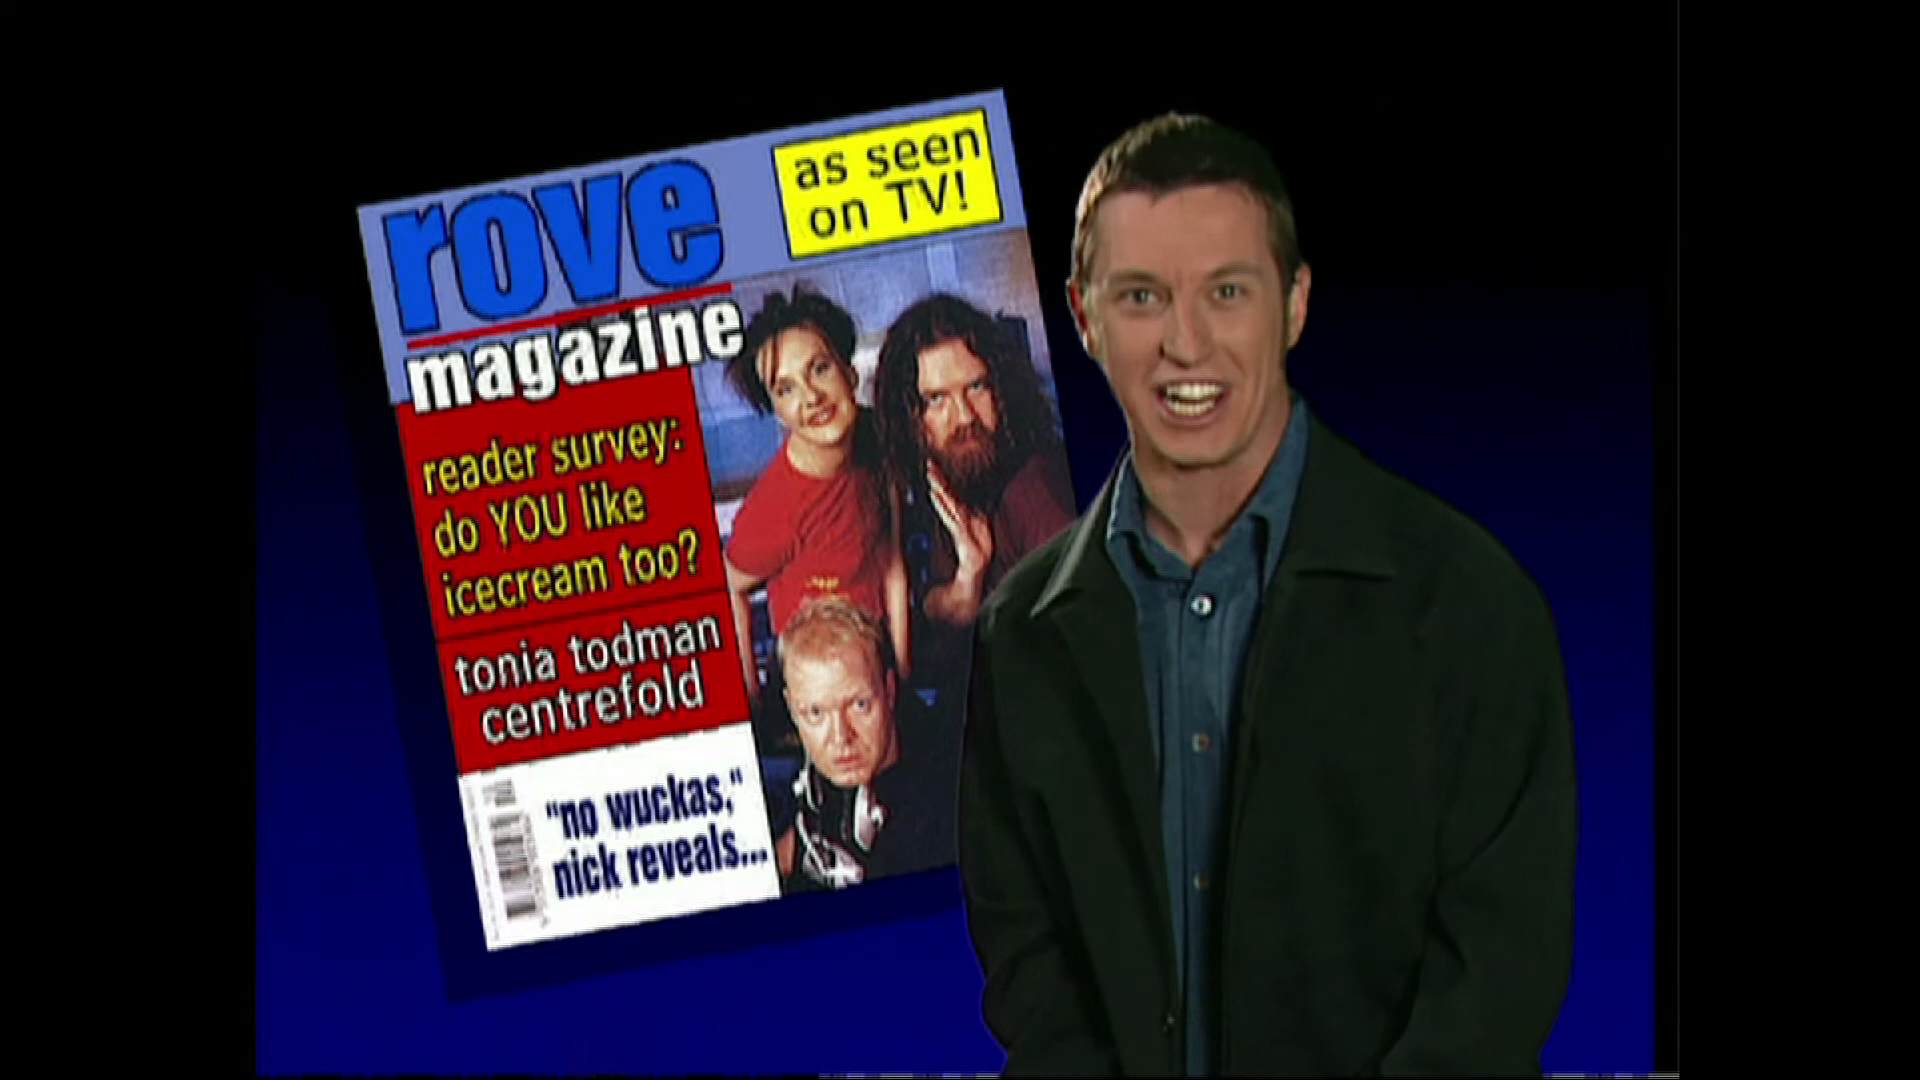 rove
magazine
as seen
on TV!
reader survey:
do YOU like
icecream too?
tonia todman
centrefold
"no wuckas,"
nick reveals...